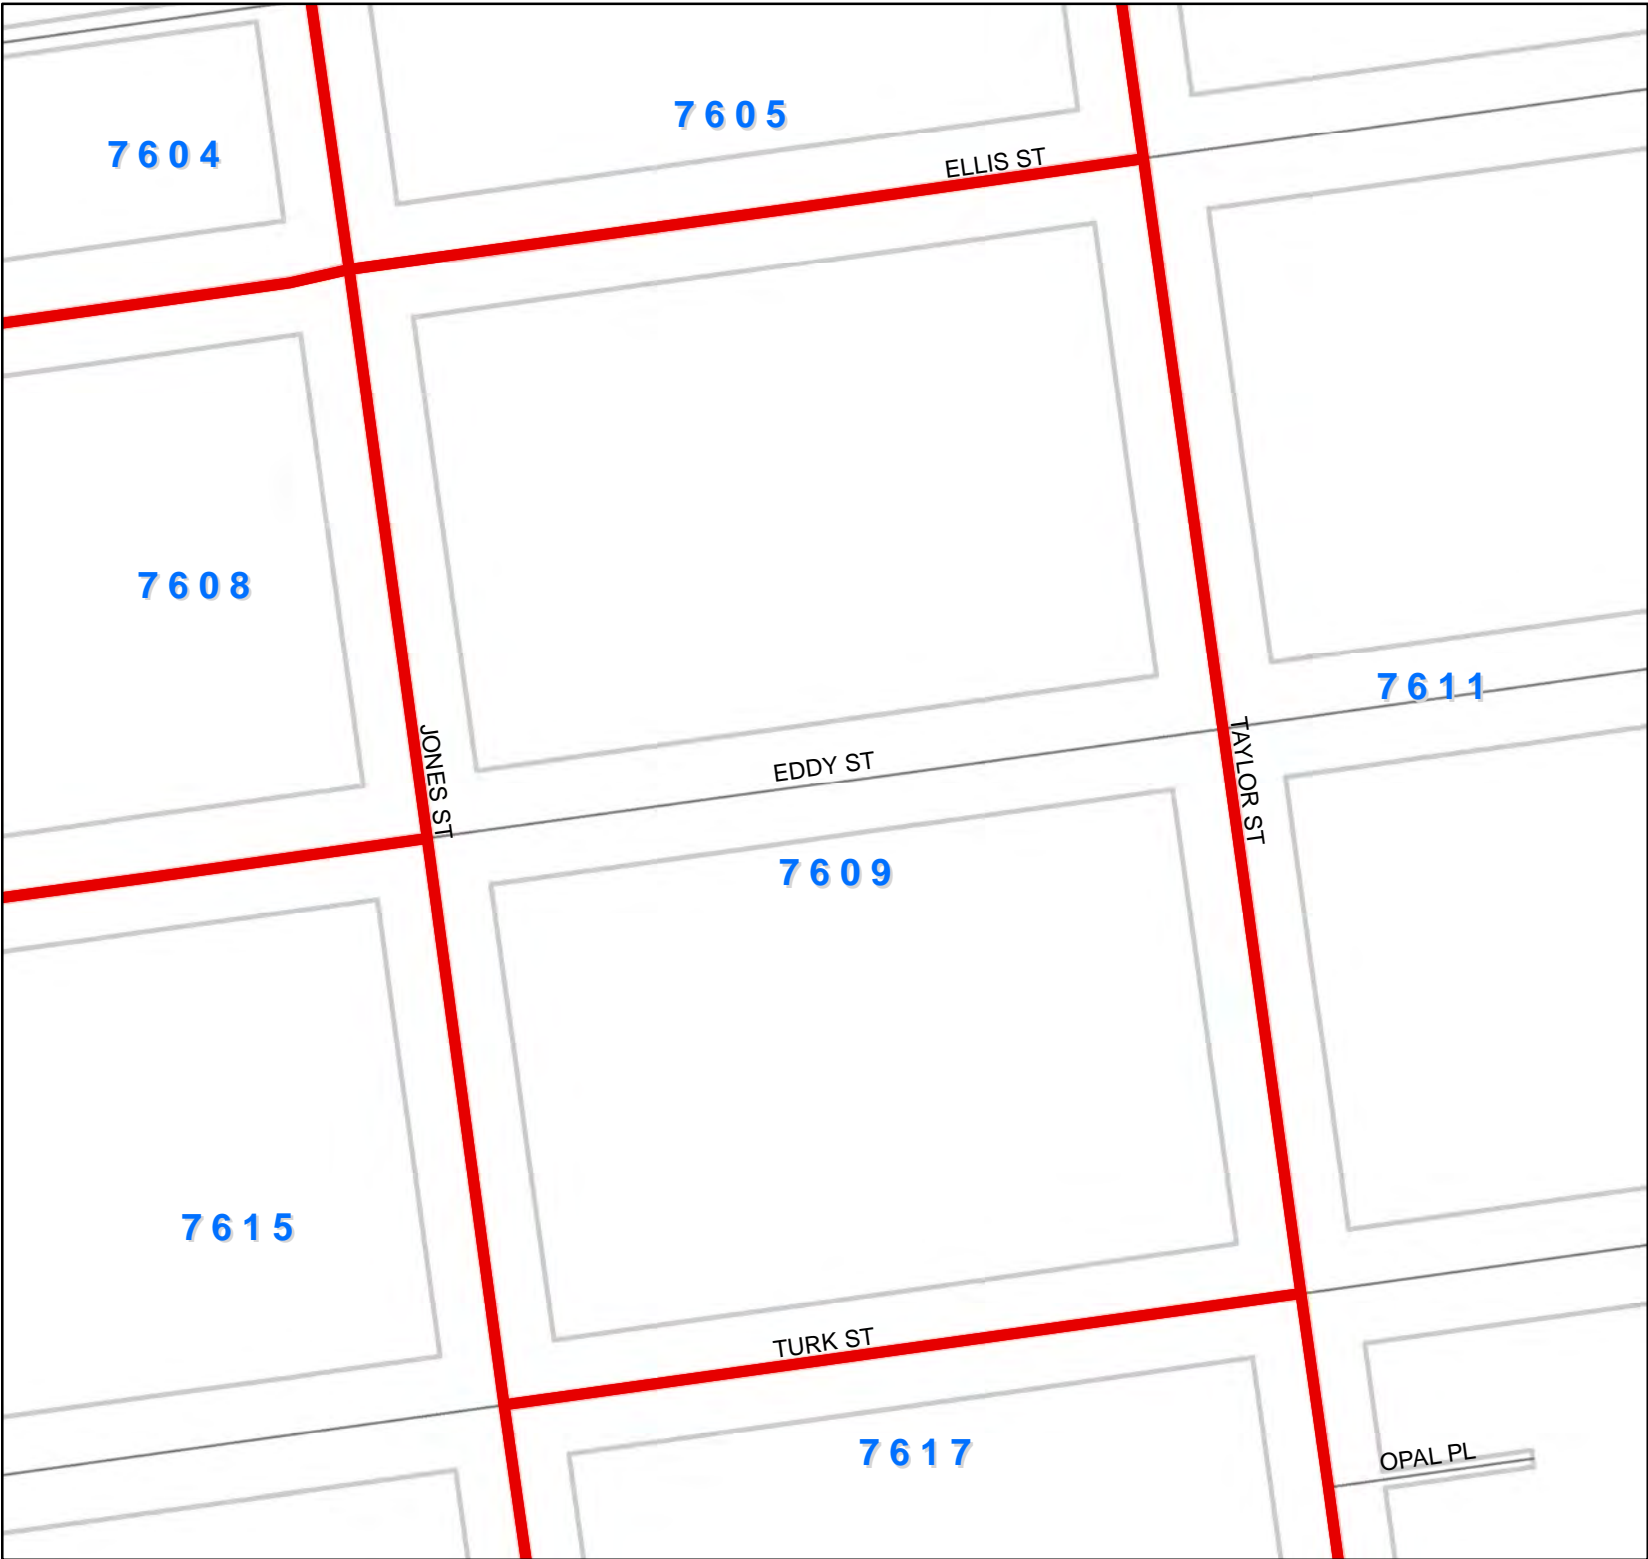 7605
7604
ELLIS ST
7608
7611
JONES ST
TAYLOR ST
EDDY ST
7609
7615
TURK ST
7617
OPAL PL